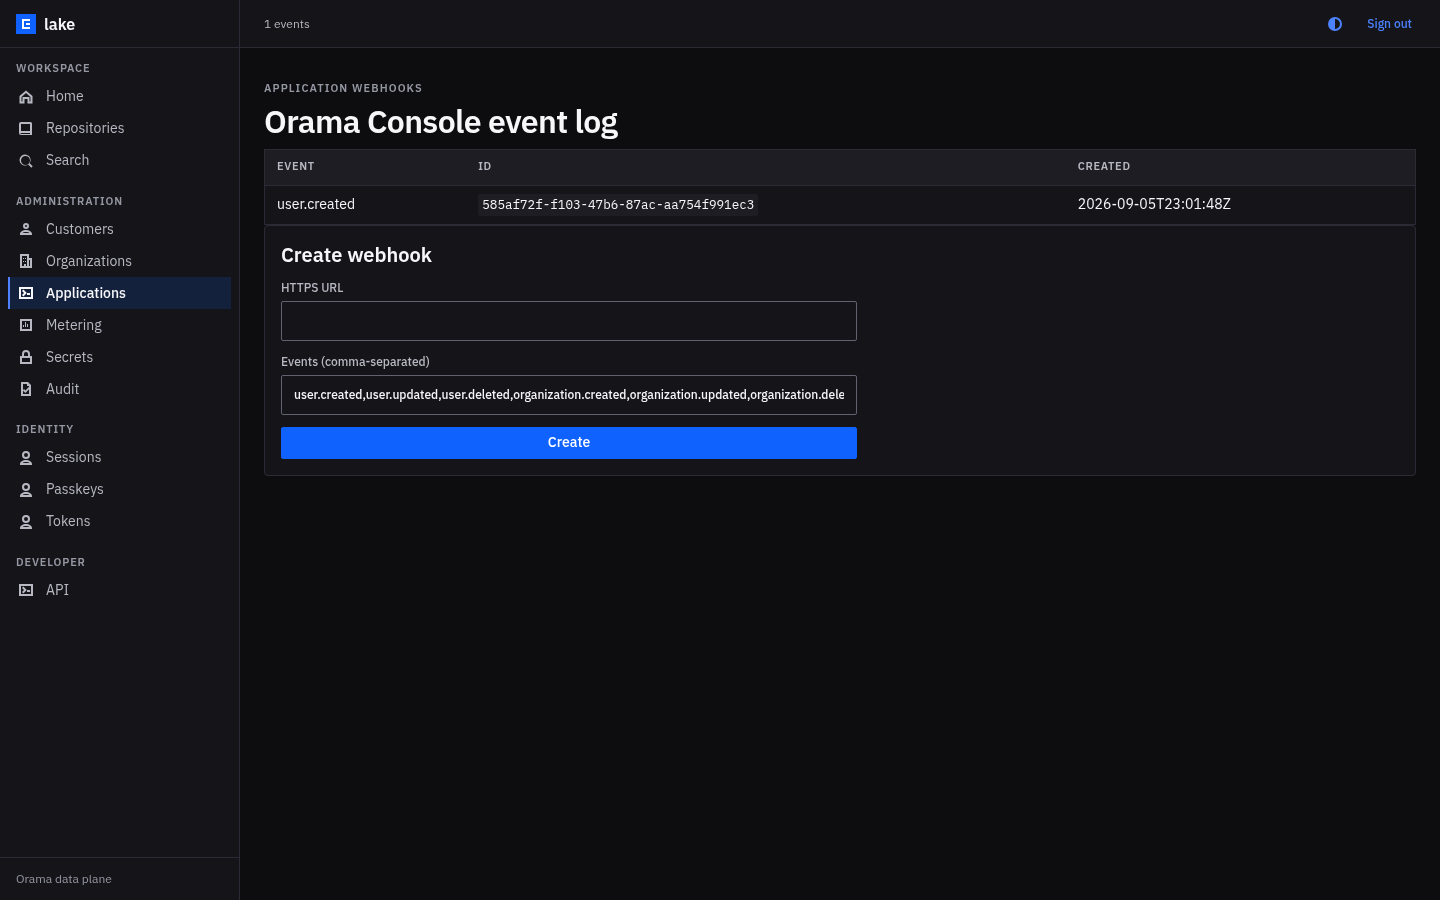 lake
1 events
Sign out
WORKSPACE
Home
Repositories
Search
ADMINISTRATION
Customers
Organizations
Applications
Metering
Secrets
Audit
IDENTITY
Sessions
Passkeys
Tokens
DEVELOPER
API
Orama data plane
APPLICATION WEBHOOKS
Orama Console event log
EVENT ID CREATED
user.created 585af72f-f103-47b6-87ac-aa754f991ec3 2026-09-05T23:01:48Z
Create webhook
HTTPS URL
Events (comma-separated)
user.created,user.updated,user.deleted,organization.created,organization.updated,organization.dele
Create